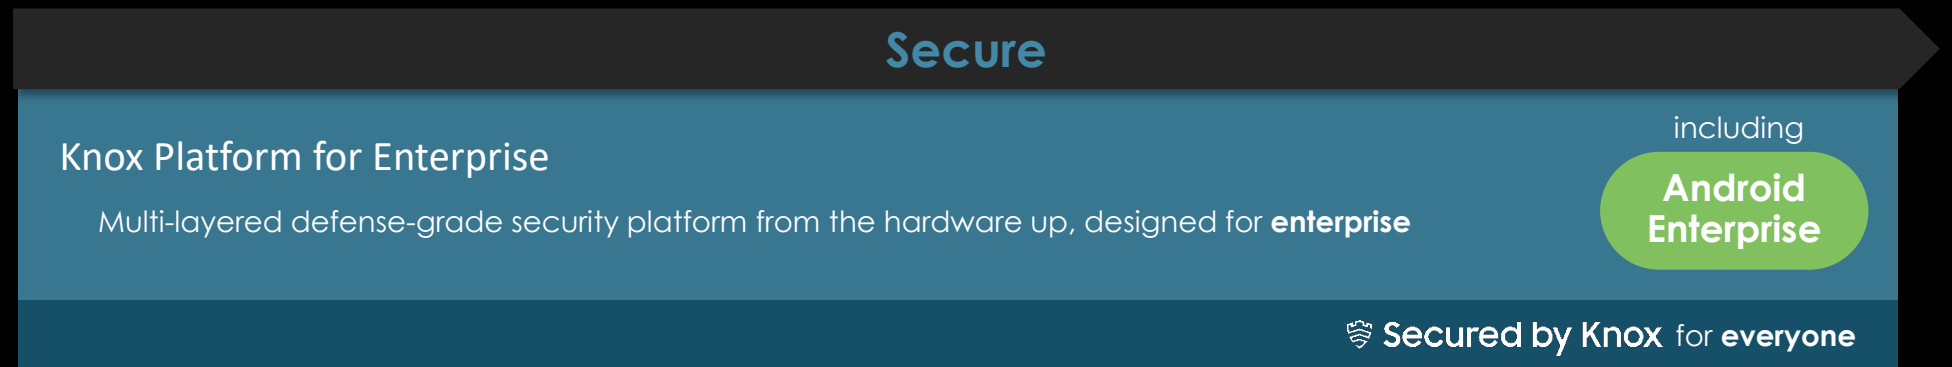 Secure
Knox Platform for Enterprise
Multi-layered defense-grade security platform from the hardware up, designed for enterprise
including
Android
Enterprise
Secured by Knox for everyone